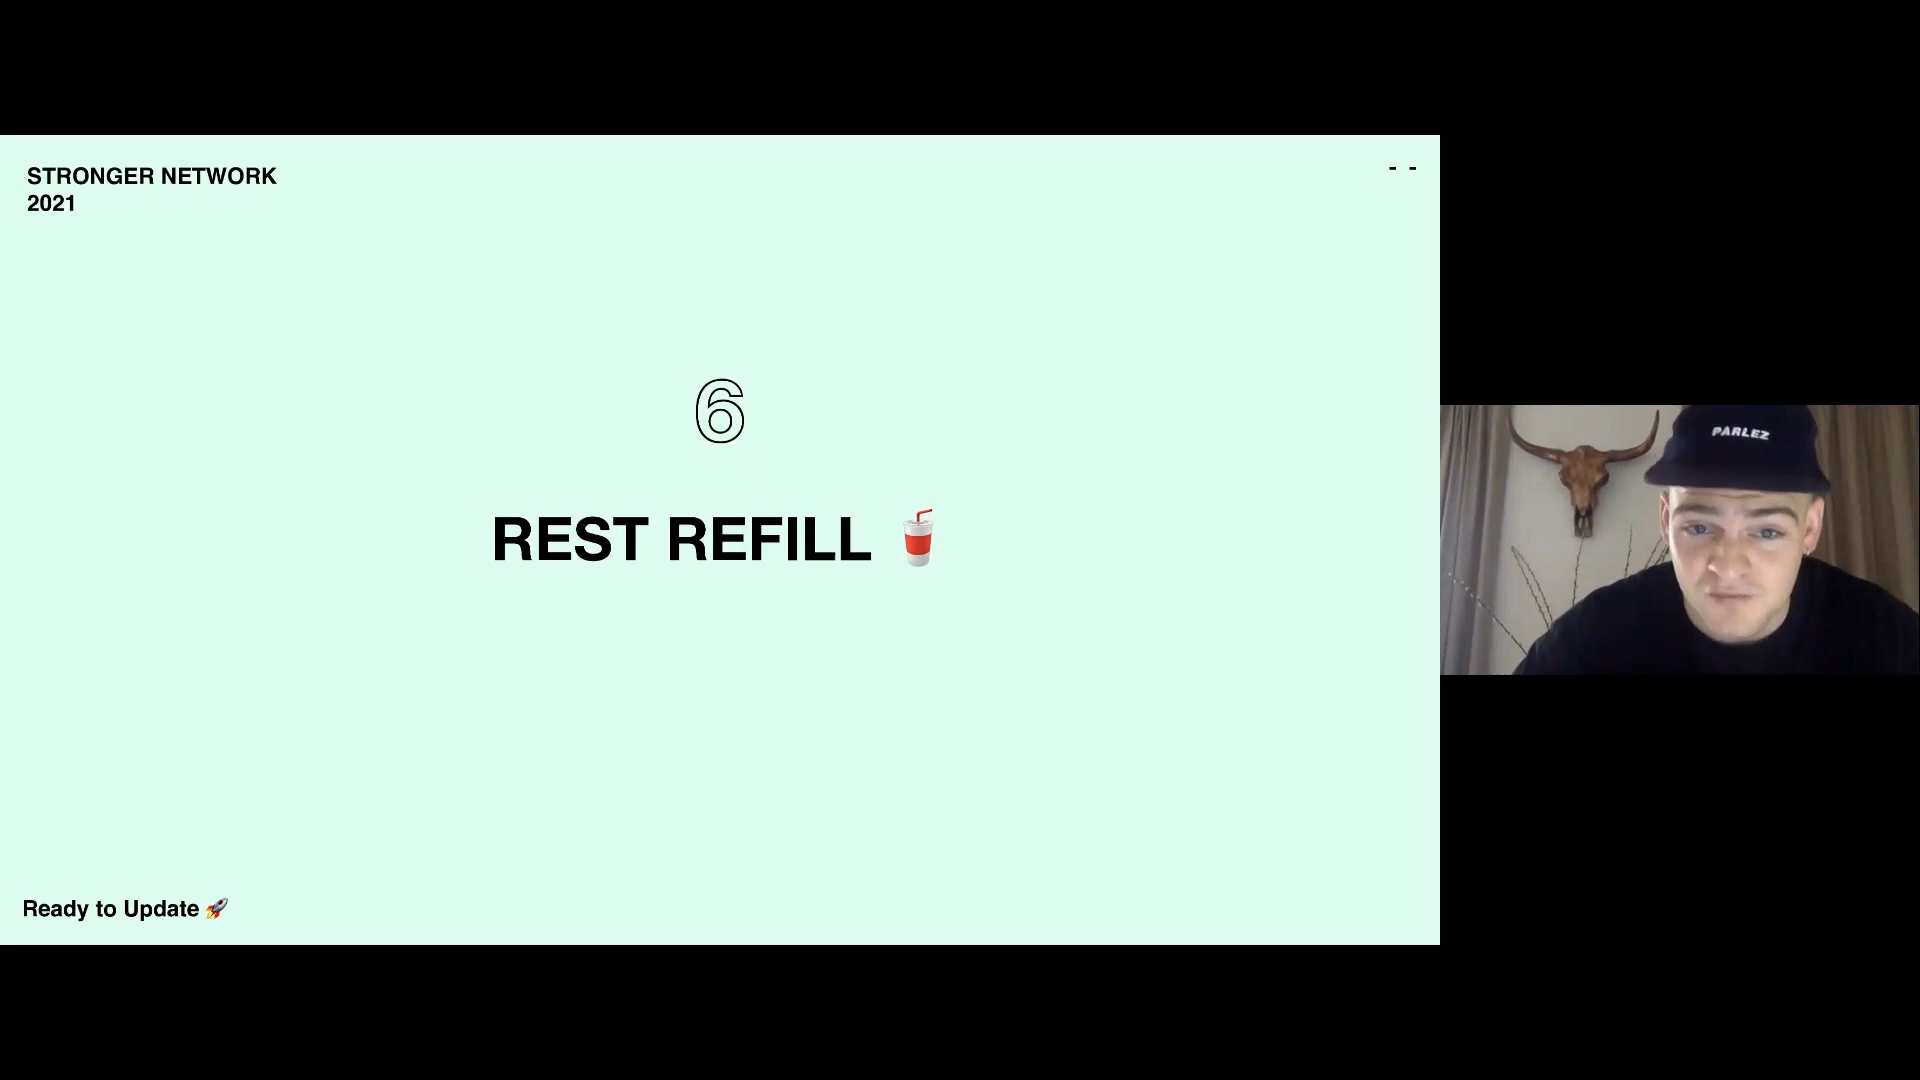 STRONGER NETWORK
2021
- -
6
REST REFILL 🥤
Ready to Update 🚀
PARLEZ